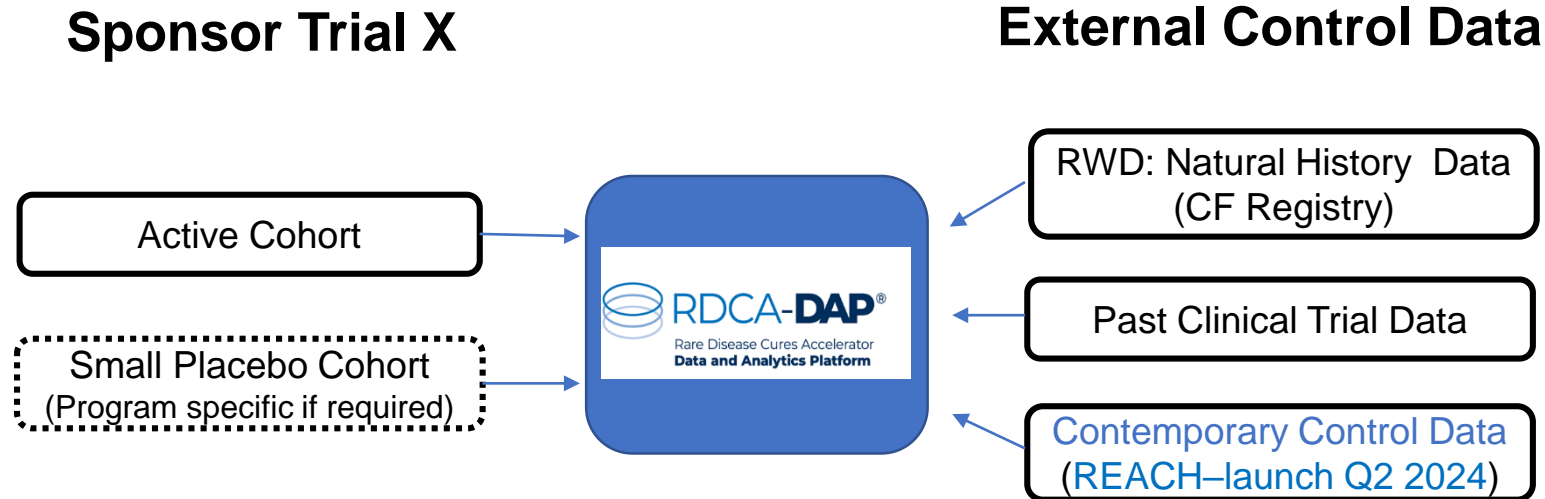 Sponsor Trial X
External Control Data
Active Cohort
Small Placebo Cohort
(Program specific if required)
RDCA-DAP®
Rare Disease Cures Accelerator
Data and Analytics Platform
RWD: Natural History Data
(CF Registry)
Past Clinical Trial Data
Contemporary Control Data
(REACH–launch Q2 2024)